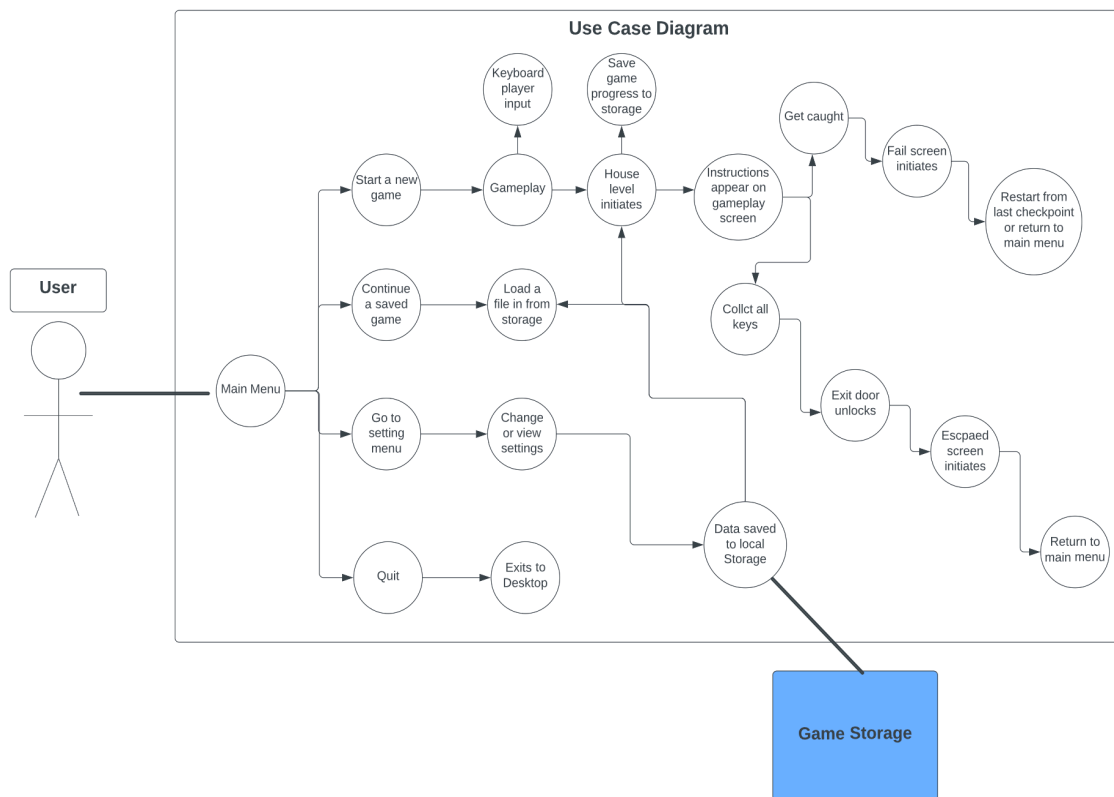 Use Case Diagram
Keyboard
player
input
Save
game
progress to
storage
Get caught
Fail screen
initiates
Start a new
game
Gameplay
House
level
initiates
Instructions
appear on
gameplay
screen
Restart from
last checkpoint
or return to
main menu
User
Continue
a saved
game
Load a
file in from
storage
Collct all
keys
Main Menu
Exit door
unlocks
Go to
setting
menu
Change
or view
settings
Escpaed
screen
initiates
Data saved
to local
Storage
Return to
main menu
Quit
Exits to
Desktop
Game Storage